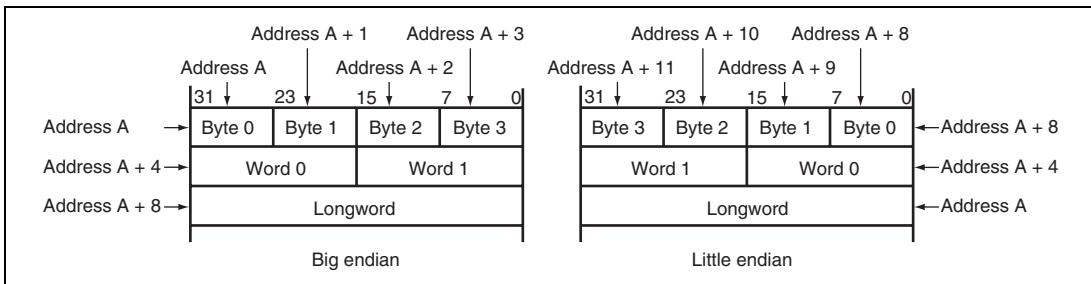 Address A + 1 Address A + 3 Address A + 10 Address A + 8
Address A Address A + 2 Address A + 11 Address A + 9
31 23 15 7 0 31 23 15 7 0
Address A Byte 0 Byte 1 Byte 2 Byte 3 Byte 3 Byte 2 Byte 1 Byte 0 Address A + 8
Address A + 4 Word 0 Word 1 Word 1 Word 0 Address A + 4
Address A + 8 Longword Longword Address A
Big endian Little endian